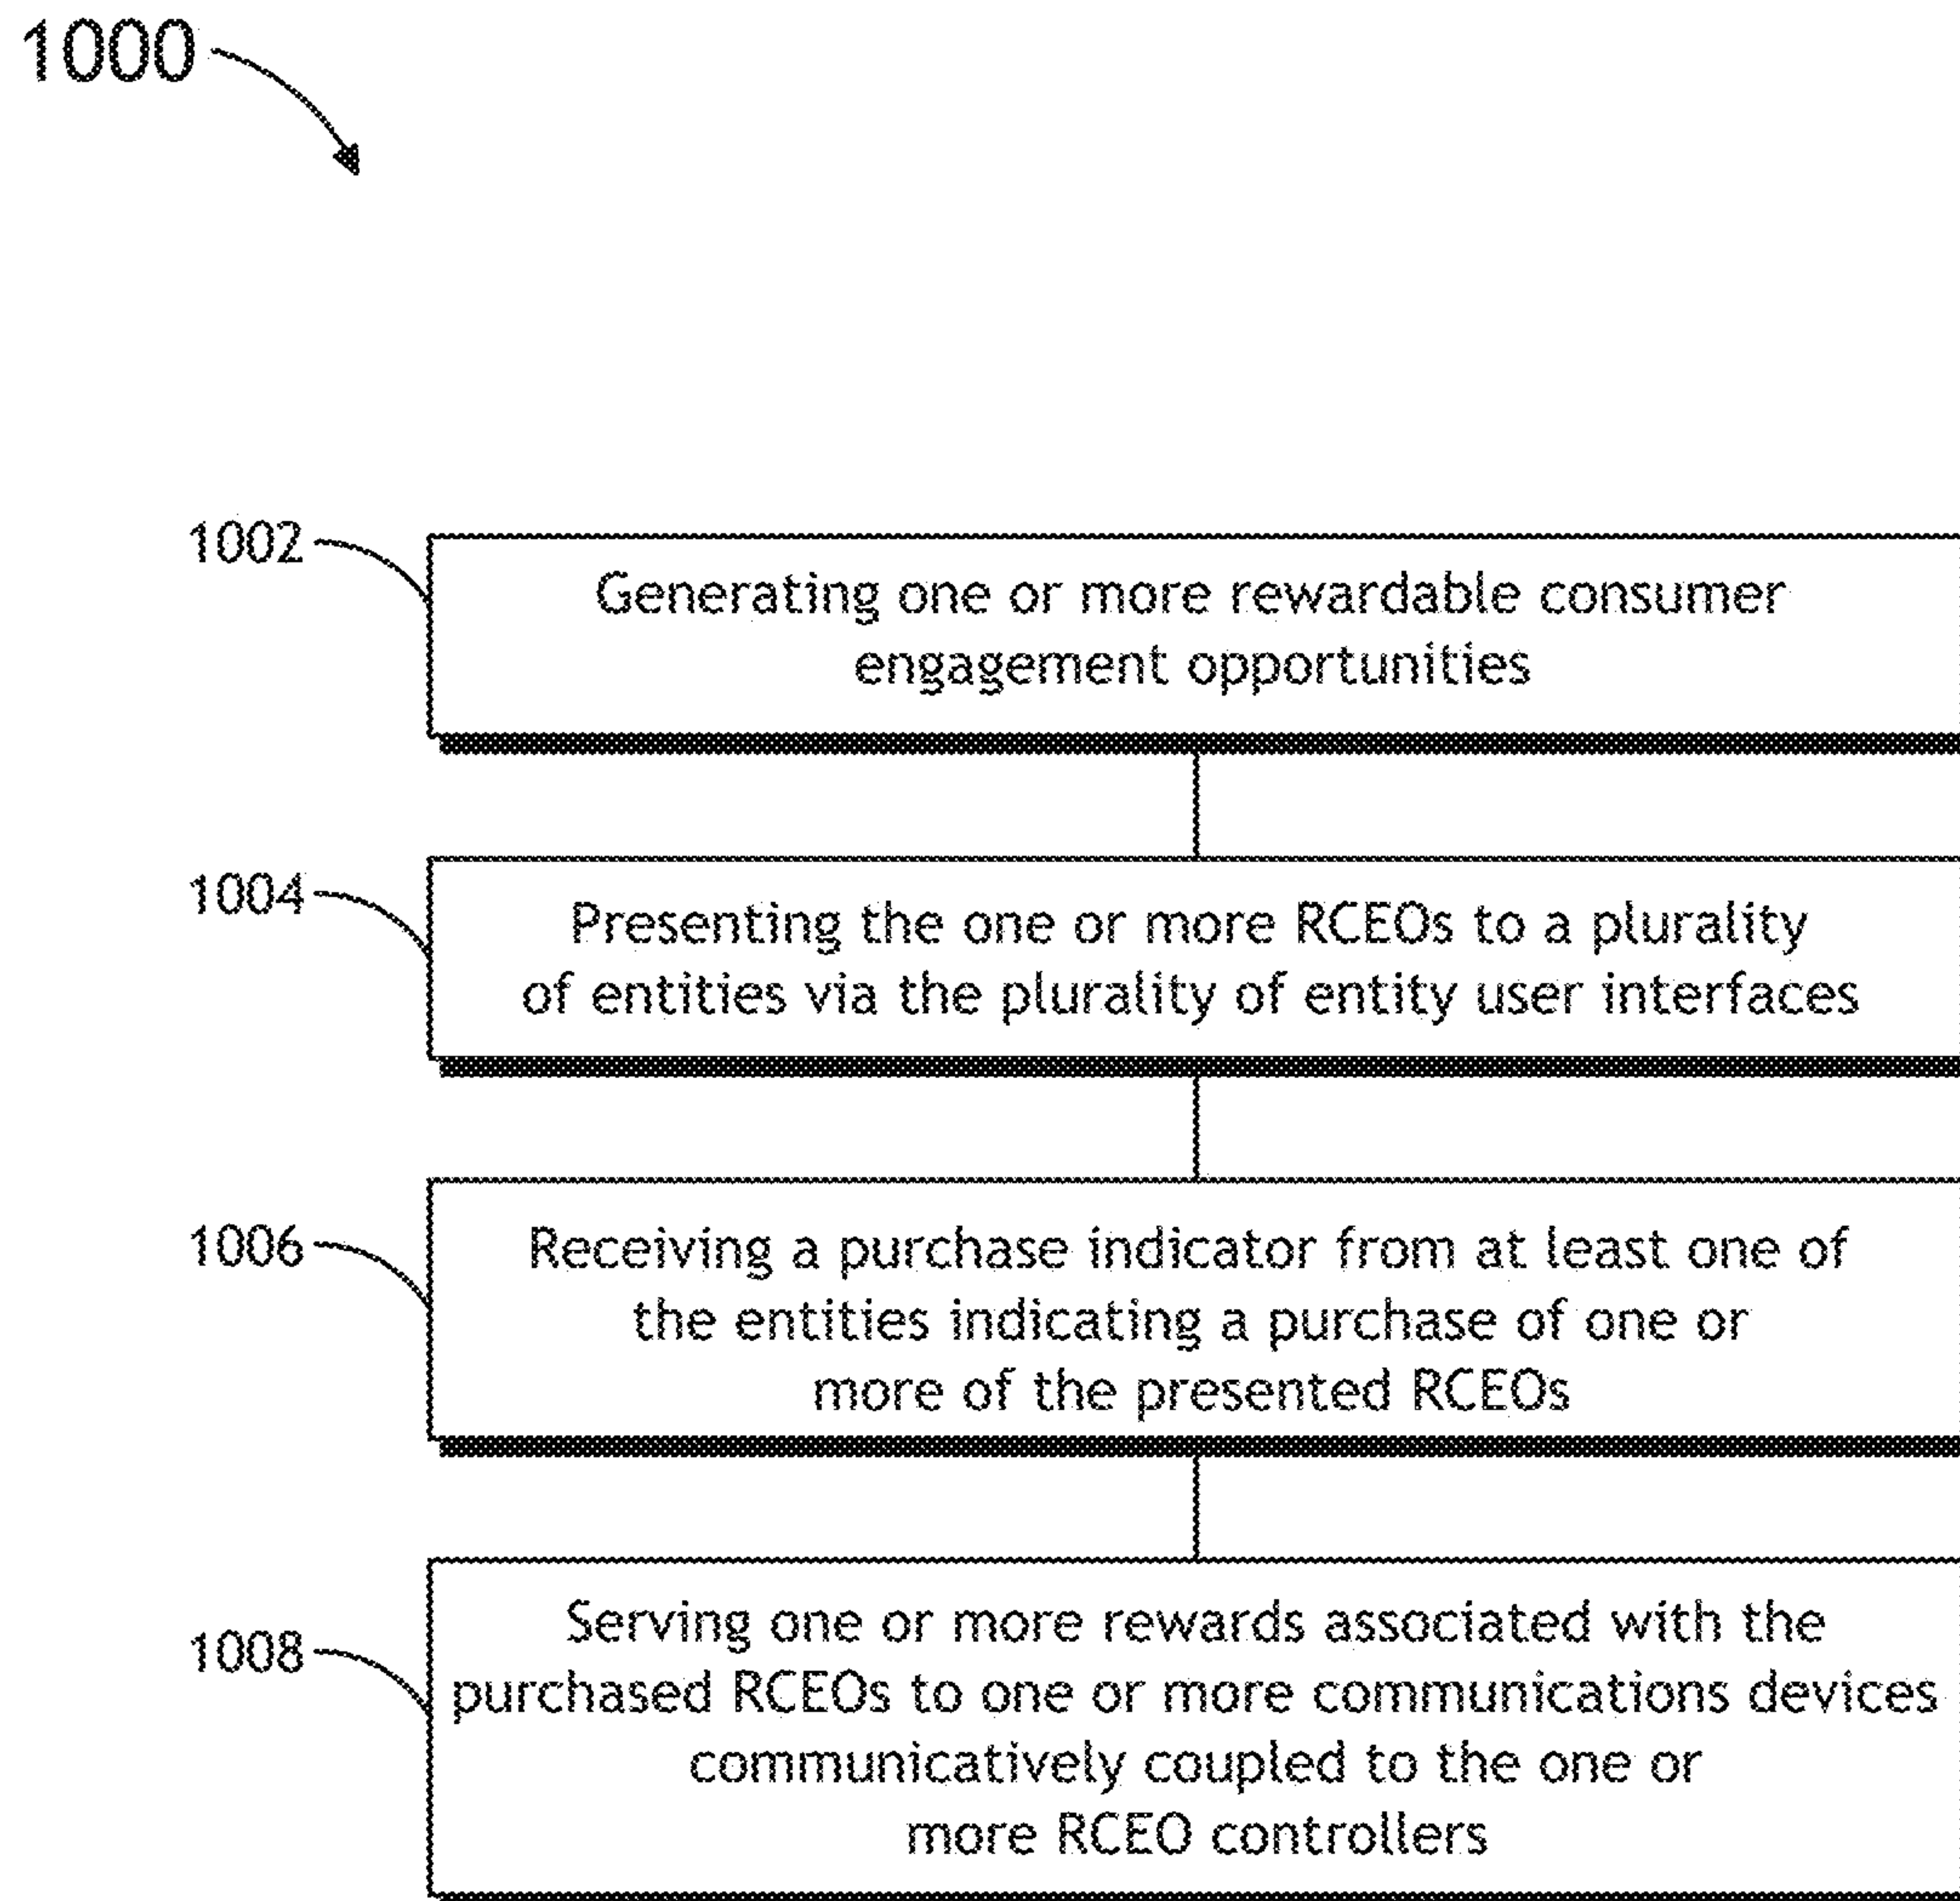 1000
1002
Generating one or more rewardable consumer
engagement opportunities
1004
Presenting the one or more RCEOs to a plurality
of entities via the plurality of entity user interfaces
1006
Receiving a purchase indicator from at least one of
the entities indicating a purchase of one or
more of the presented RCEOs
1008
Serving one or more rewards associated with the
purchased RCEOs to one or more communications devices
communicatively coupled to the one or
more RCEO controllers